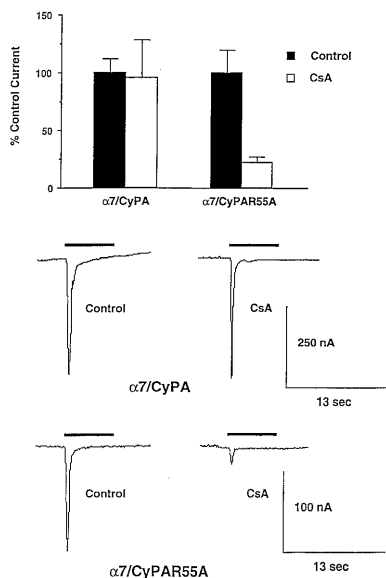 % Control Current
150
100
50
0
Control
CsA
α7/CyPA
α7/CyPAR55A
Control
CsA
250 nA
13 sec
α7/CyPA
Control
CsA
100 nA
13 sec
α7/CyPAR55A